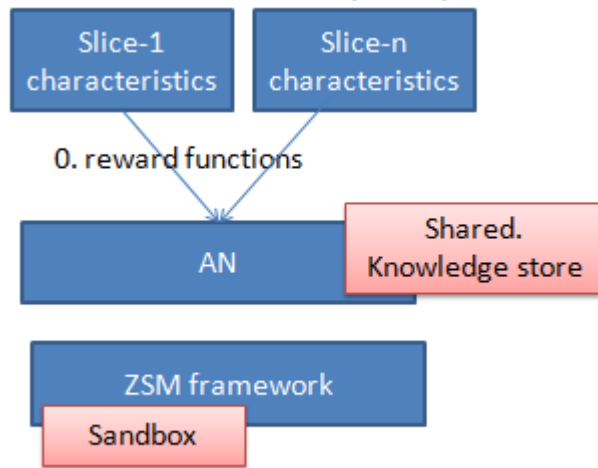 Slice-1
characteristics
Slice-n
characteristics
0. reward functions
AN
Shared.
Knowledge store
ZSM framework
Sandbox